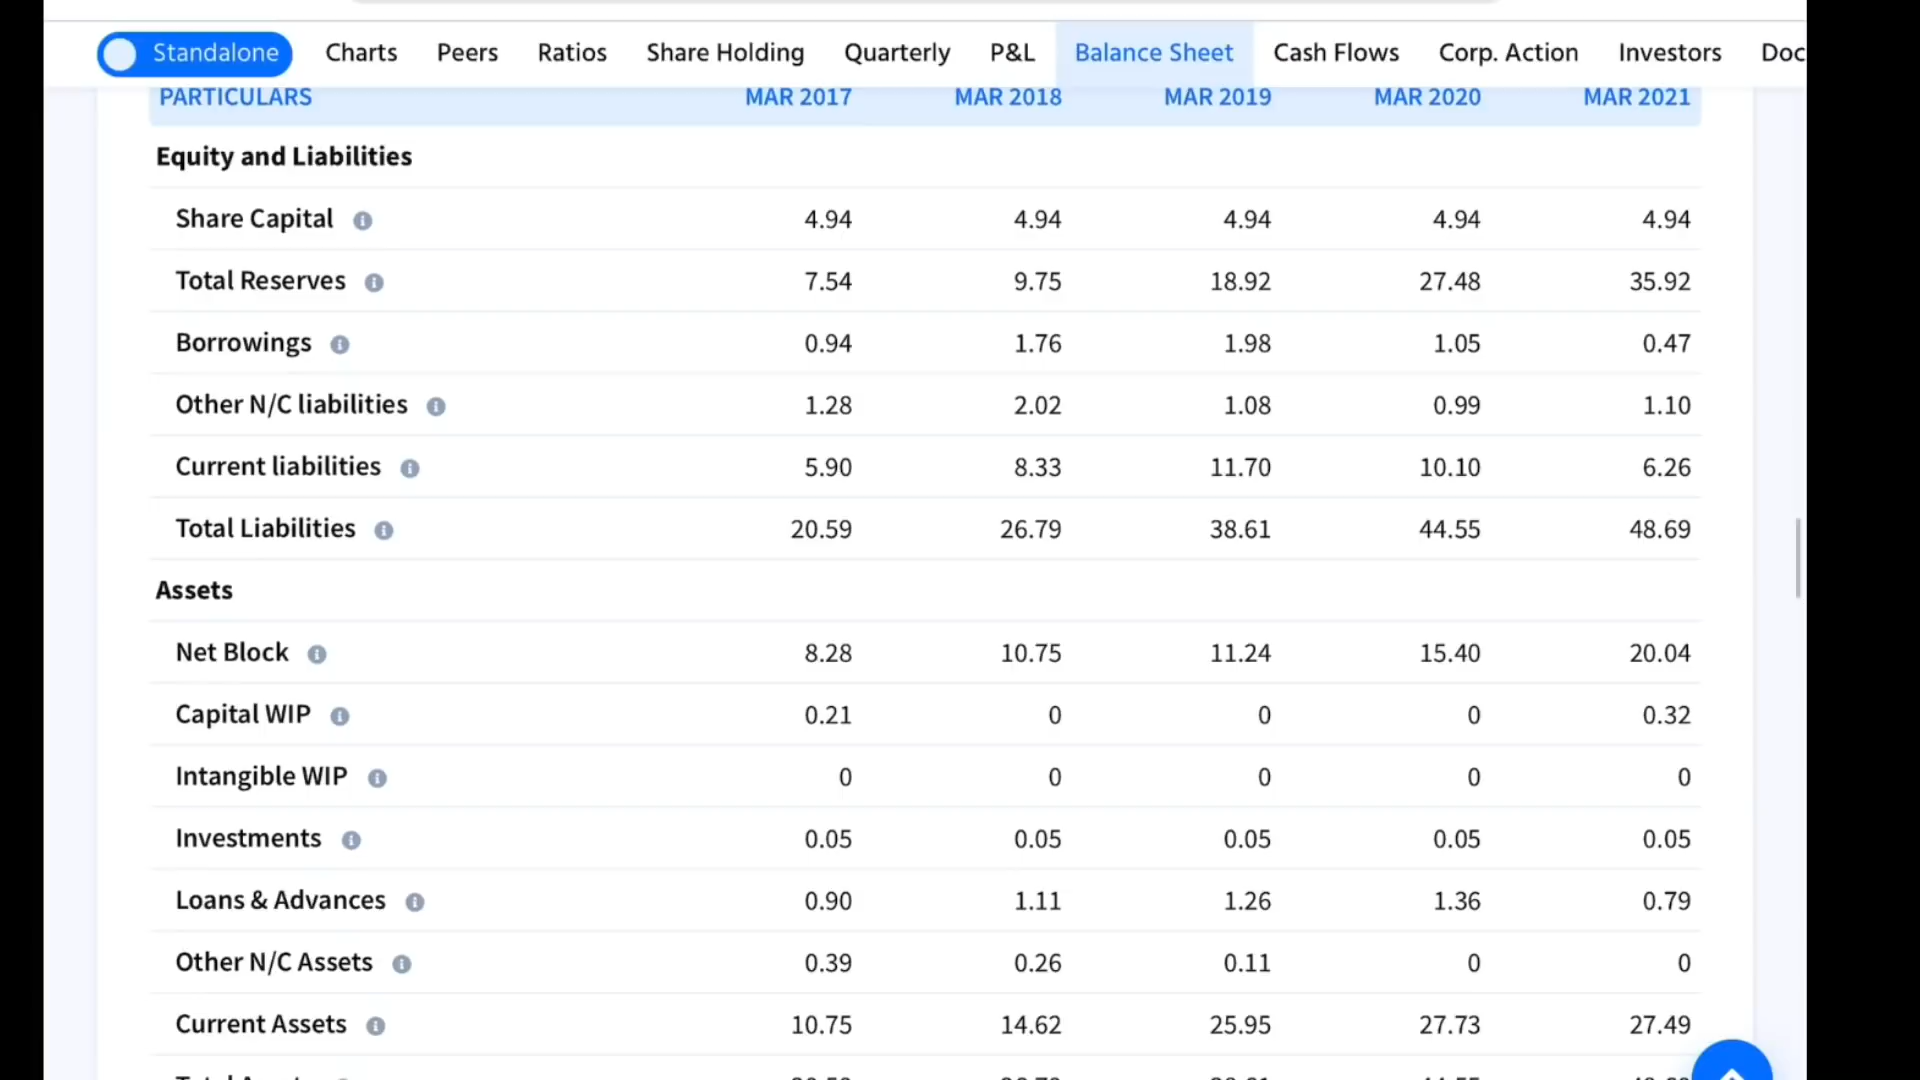 Standalone Charts Peers Ratios Share Holding Quarterly P&L Balance Sheet Cash Flows Corp. Action Investors Doc
PARTICULARS MAR 2017 MAR 2018 MAR 2019 MAR 2020 MAR 2021
Equity and Liabilities
Share Capital 4.94 4.94 4.94 4.94 4.94
Total Reserves 7.54 9.75 18.92 27.48 35.92
Borrowings 0.94 1.76 1.98 1.05 0.47
Other N/C liabilities 1.28 2.02 1.08 0.99 1.10
Current liabilities 5.90 8.33 11.70 10.10 6.26
Total Liabilities 20.59 26.79 38.61 44.55 48.69
Assets
Net Block 8.28 10.75 11.24 15.40 20.04
Capital WIP 0.21 0 0 0 0.32
Intangible WIP 0 0 0 0 0
Investments 0.05 0.05 0.05 0.05 0.05
Loans & Advances 0.90 1.11 1.26 1.36 0.79
Other N/C Assets 0.39 0.26 0.11 0 0
Current Assets 10.75 14.62 25.95 27.73 27.49